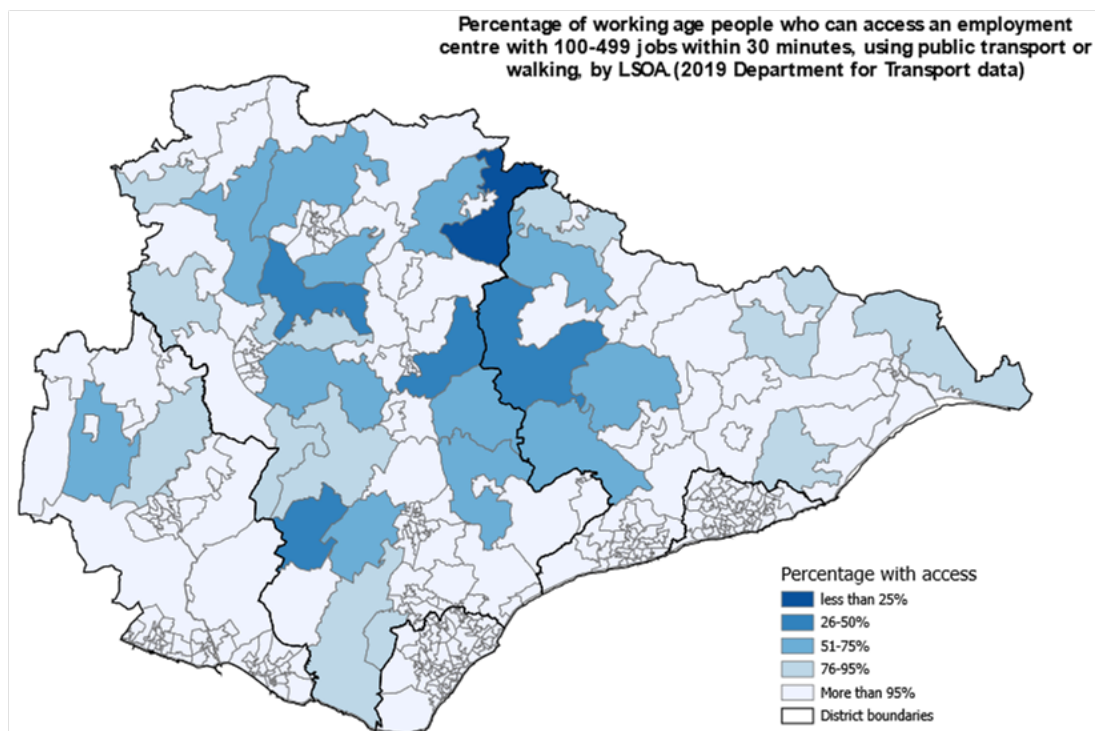 Percentage of working age people who can access an employment
centre with 100-499 jobs within 30 minutes, using public transport or
walking, by LSOA.(2019 Department for Transport data)
Percentage with access
less than 25%
26-50%
51-75%
76-95%
More than 95%
District boundaries